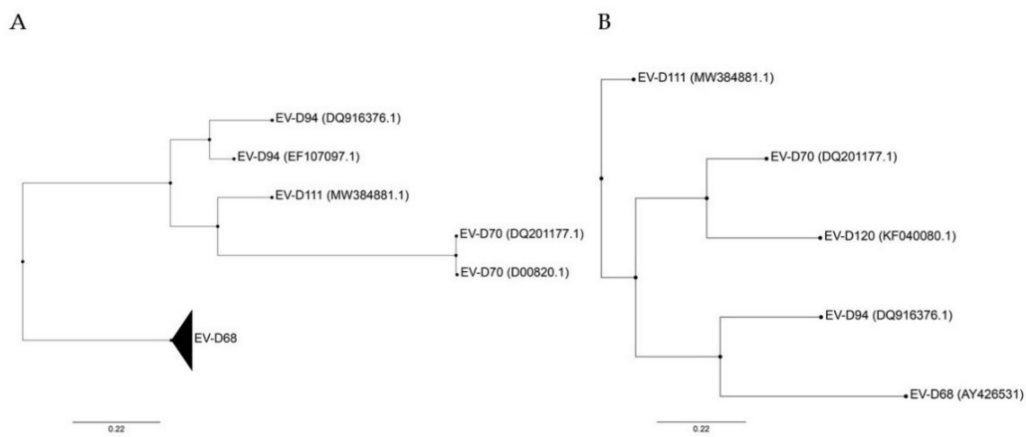 A
EV-D94 (DQ916376.1)
EV-D94 (EF107097.1)
EV-D111 (MW384881.1)
EV-D70 (DQ201177.1)
EV-D70 (D00820.1)
EV-D68
0.22
B
EV-D111 (MW384881.1)
EV-D70 (DQ201177.1)
EV-D120 (KF040080.1)
EV-D94 (DQ916376.1)
EV-D68 (AY426531)
0.22